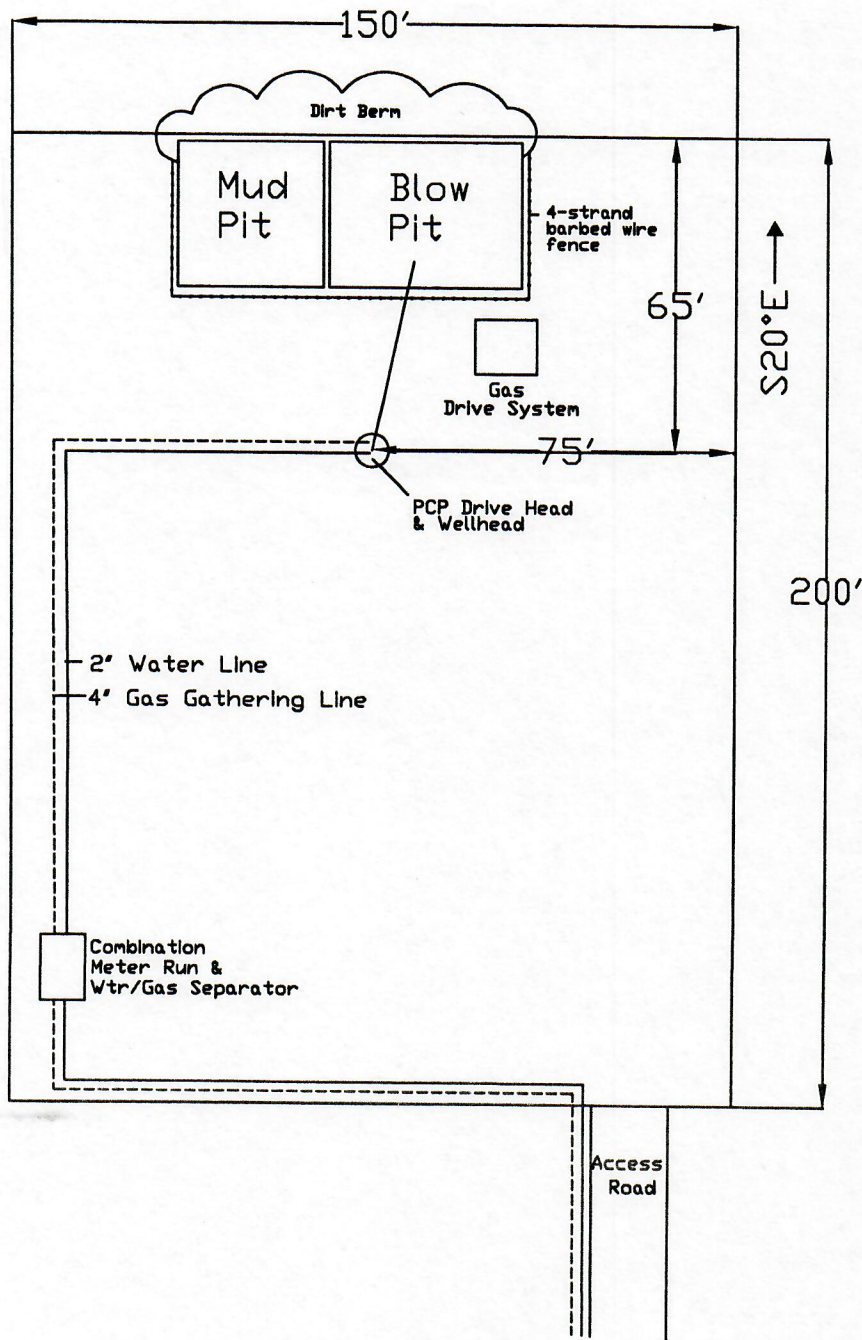 150'
Dirt Berm
Mud
Pit
Blow
Pit
4-strand
barbed wire
fence
65'
S20°E
Gas
Drive System
75'
PCP Drive Head
& Wellhead
200'
2" Water Line
4" Gas Gathering Line
Combination
Meter Run &
Wtr/Gas Separator
Access
Road